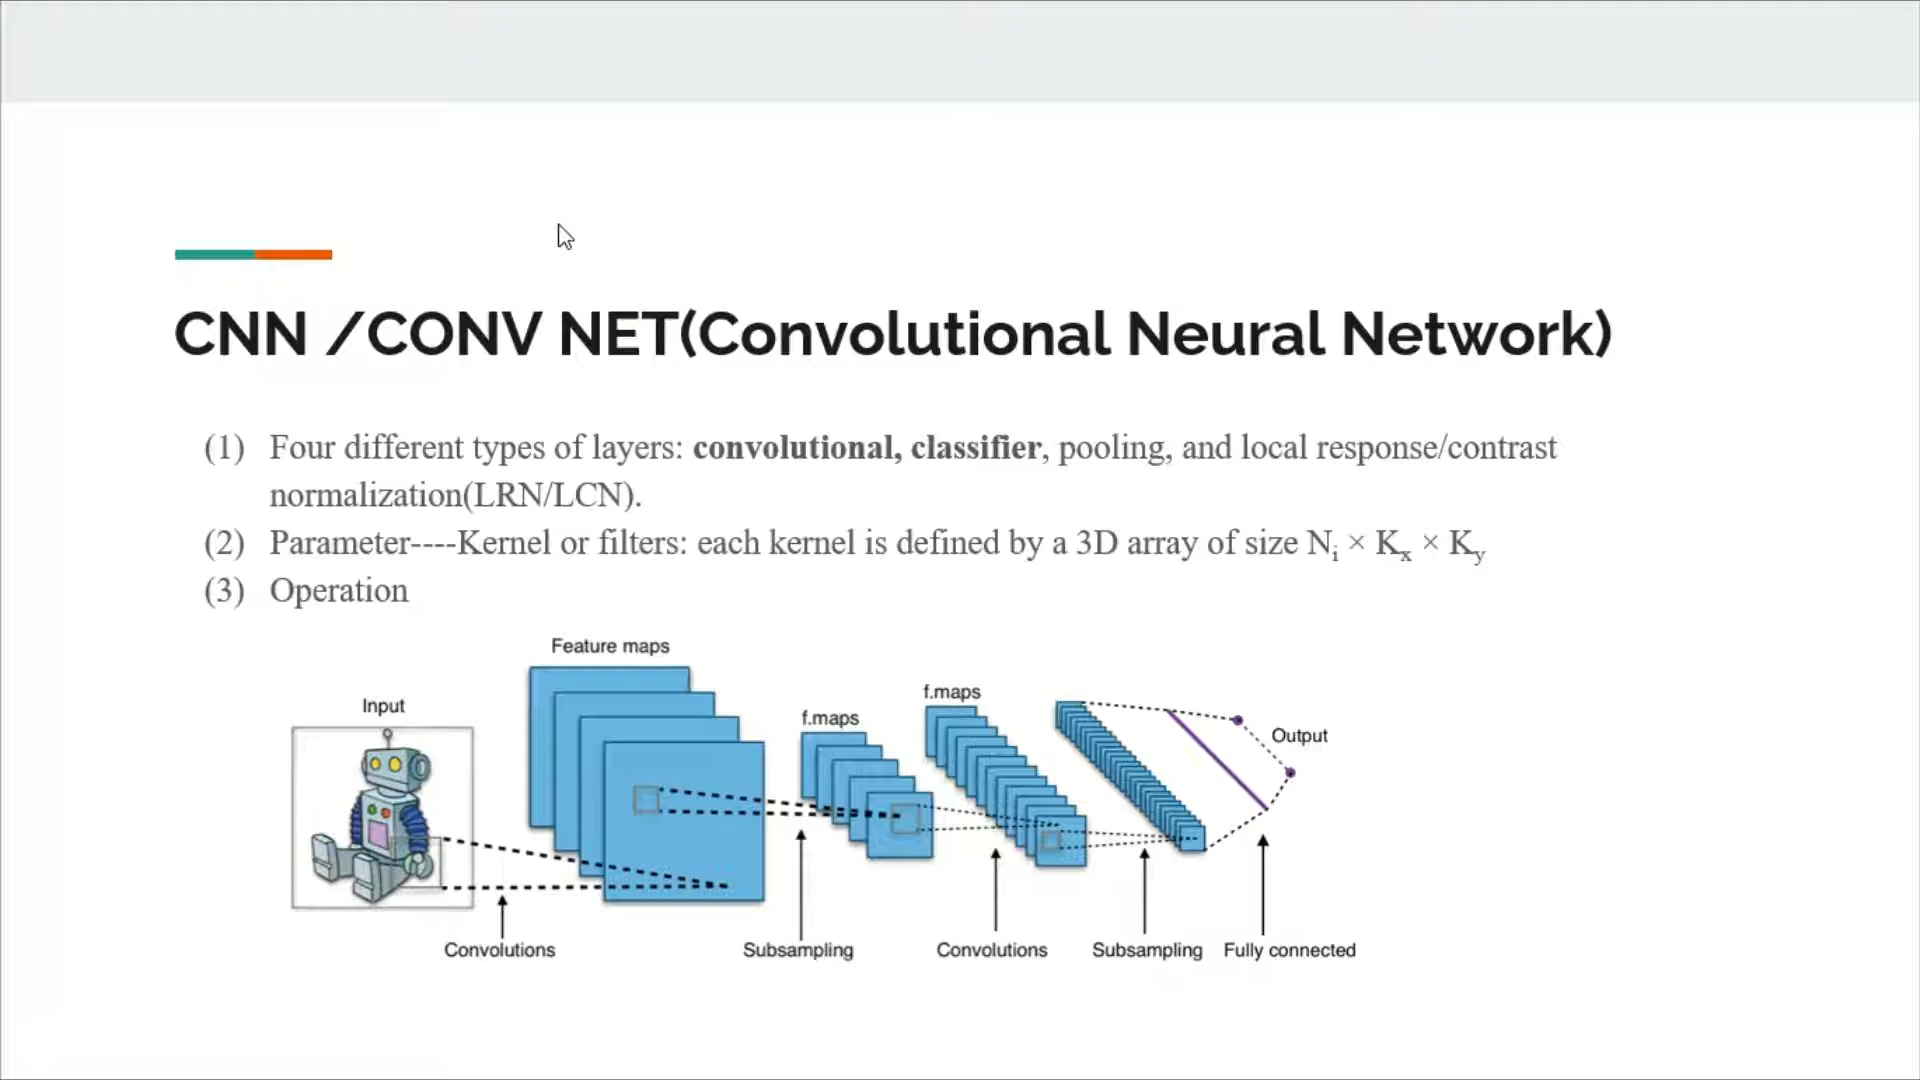 CNN /CONV NET(Convolutional Neural Network)
(1) Four different types of layers: convolutional, classifier, pooling, and local response/contrast
normalization(LRN/LCN).
(2) Parameter----Kernel or filters: each kernel is defined by a 3D array of size Nᵢ × Kₓ × Ky
(3) Operation
Feature maps
f.maps
Input
f.maps
Output
Convolutions
Subsampling
Convolutions
Subsampling
Fully connected